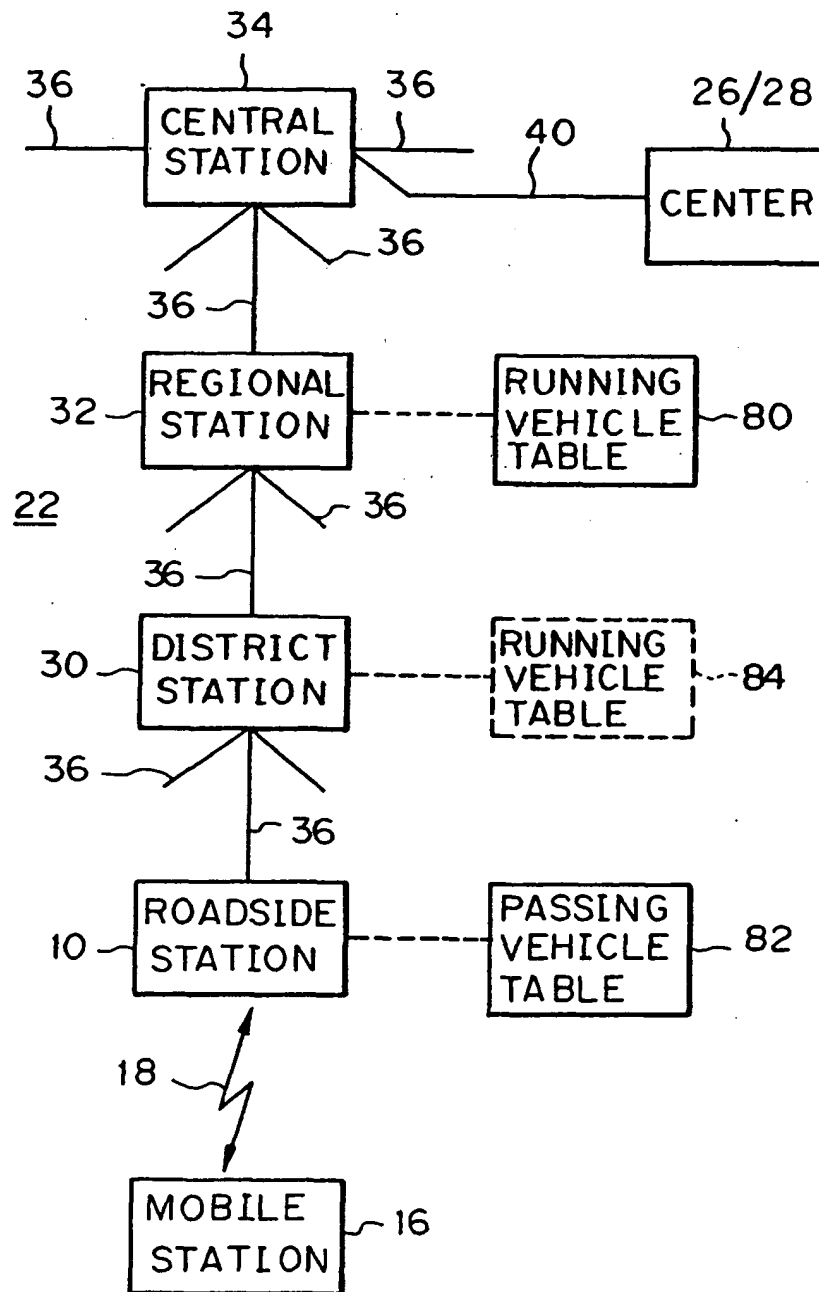 34
36
CENTRAL
STATION
36
26/28
40
CENTER
36
36
32
REGIONAL
STATION
RUNNING
VEHICLE
TABLE
80
22
36
36
30
DISTRICT
STATION
RUNNING
VEHICLE
TABLE
84
36
36
10
ROADSIDE
STATION
PASSING
VEHICLE
TABLE
82
18
MOBILE
STATION
16